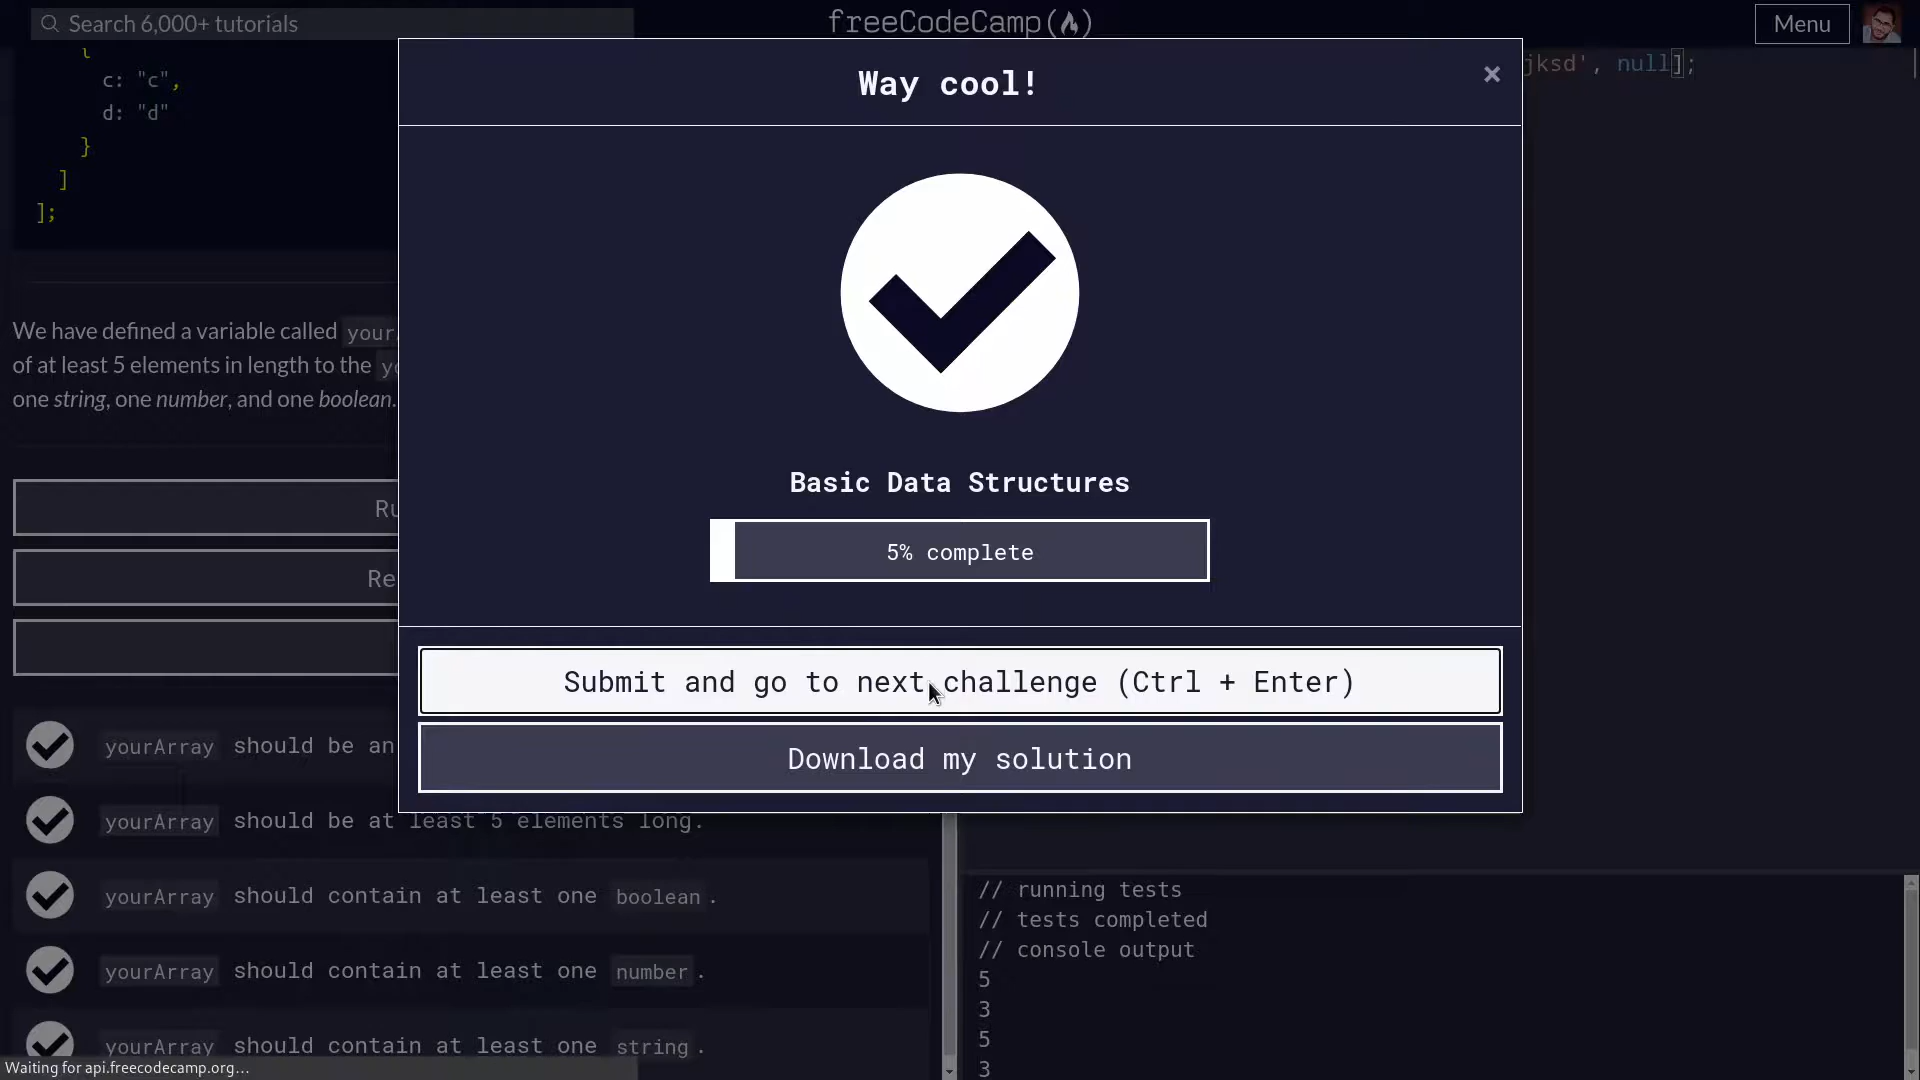 Search 6,000+ tutorials
freeCodeCamp
Menu
{
c: "c",
d: "d"
}
]
];
jksd', null];
Way cool!
×
Basic Data Structures
5% complete
Submit and go to next challenge (Ctrl + Enter)
Download my solution
We have defined a variable called your
of at least 5 elements in length to the
one string, one number, and one boolean.
Ru
Re
yourArray should be an
yourArray should be at least 5 elements long.
yourArray should contain at least one boolean.
yourArray should contain at least one number.
yourArray should contain at least one string.
// running tests
// tests completed
// console output
5
3
5
3
Waiting for api.freecodecamp.org...